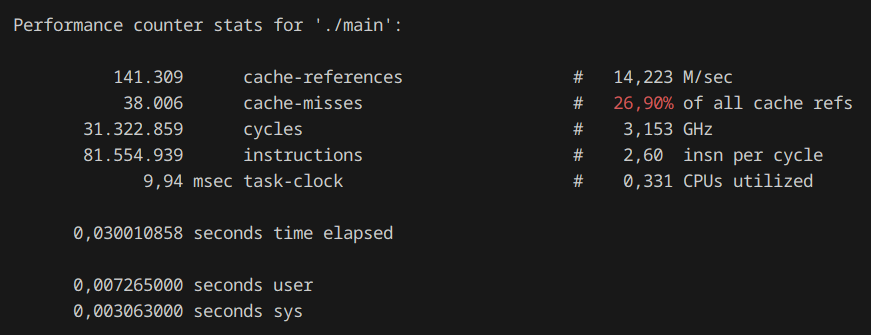 Performance counter stats for './main':
141.309 cache-references # 14,223 M/sec
38.006 cache-misses # 26,90% of all cache refs
31.322.859 cycles # 3,153 GHz
81.554.939 instructions # 2,60 insn per cycle
9,94 msec task-clock # 0,331 CPUs utilized
0,030010858 seconds time elapsed
0,007265000 seconds user
0,003063000 seconds sys